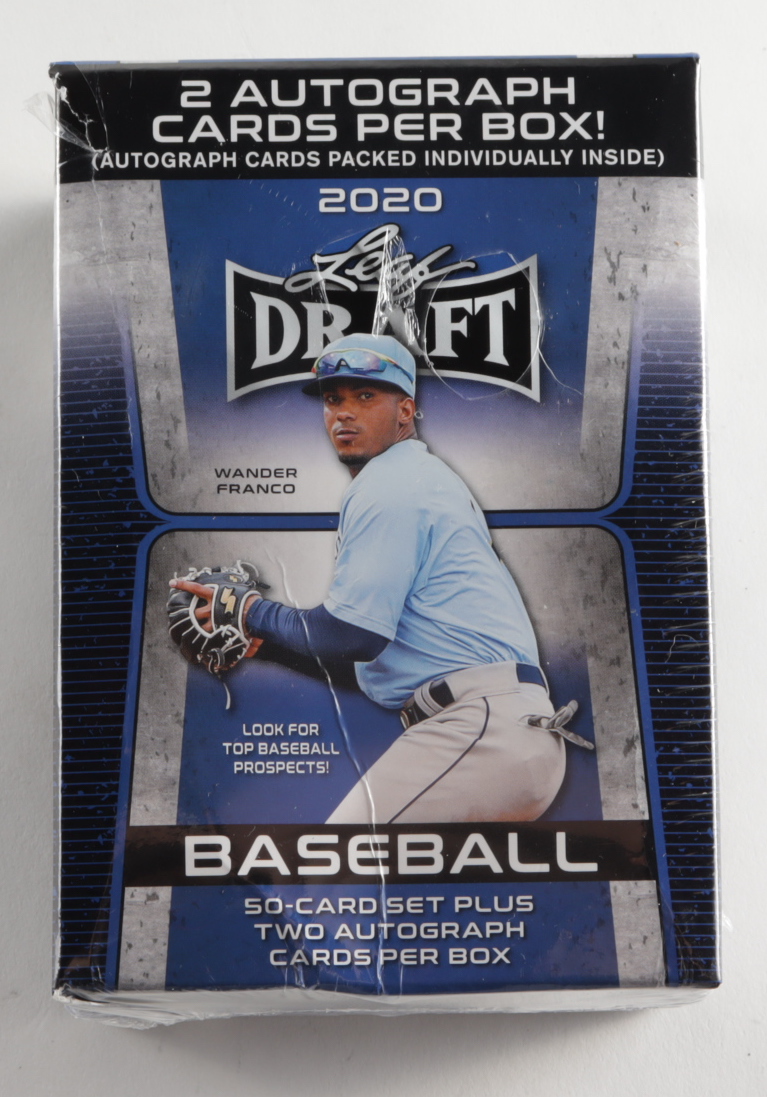 2 AUTOGRAPH
CARDS PER BOX!
(AUTOGRAPH CARDS PACKED INDIVIDUALLY INSIDE)
2020
Leaf
DRAFT
WANDER
FRANCO
LOOK FOR
TOP BASEBALL
PROSPECTS!
BASEBALL
50-CARD SET PLUS
TWO AUTOGRAPH
CARDS PER BOX